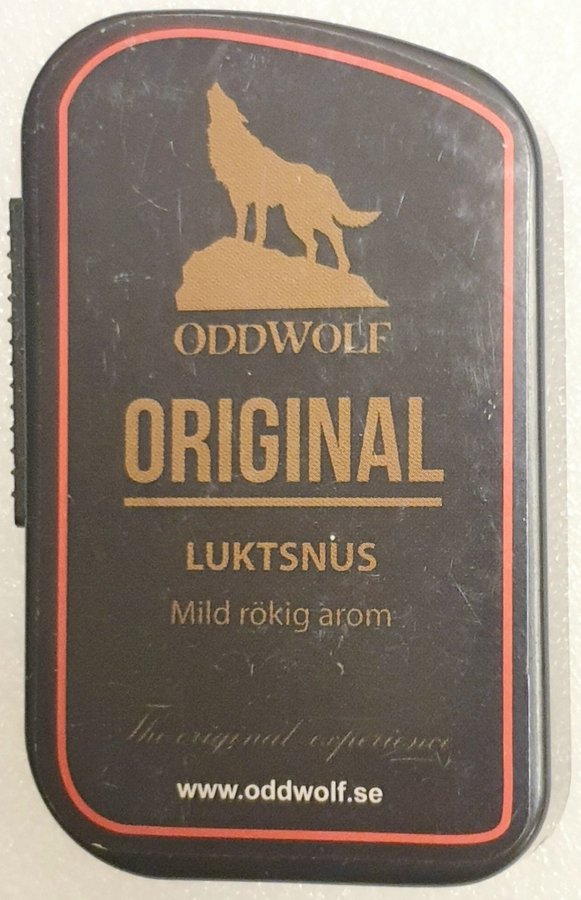 ODDWOLF
ORIGINAL
LUKTSNUS
Mild rökig arom
The original experience
www.oddwolf.se